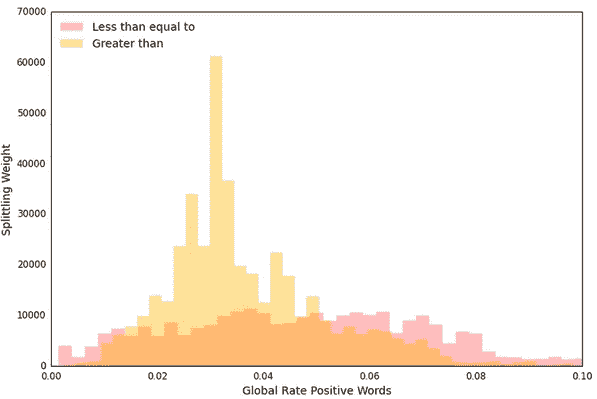 70000
60000
50000
40000
30000
20000
10000
0
Splittling Weight
Less than equal to
Greater than
0.00 0.02 0.04 0.06 0.08 0.10
Global Rate Positive Words